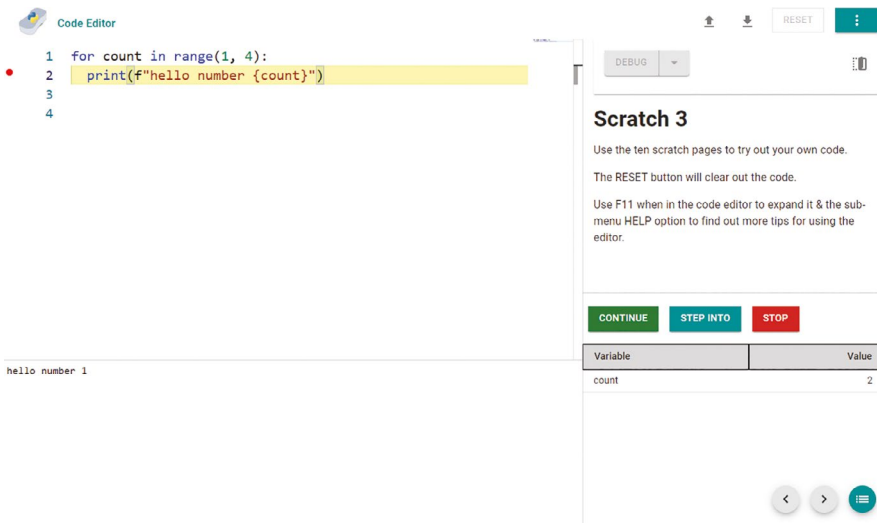 Code Editor
RESET
1 for count in range(1, 4):
2   print(f"hello number {count}")
3
4
DEBUG
Scratch 3
Use the ten scratch pages to try out your own code.
The RESET button will clear out the code.
Use F11 when in the code editor to expand it & the sub-
menu HELP option to find out more tips for using the
editor.
CONTINUE STEP INTO STOP
Variable Value
count 2
hello number 1